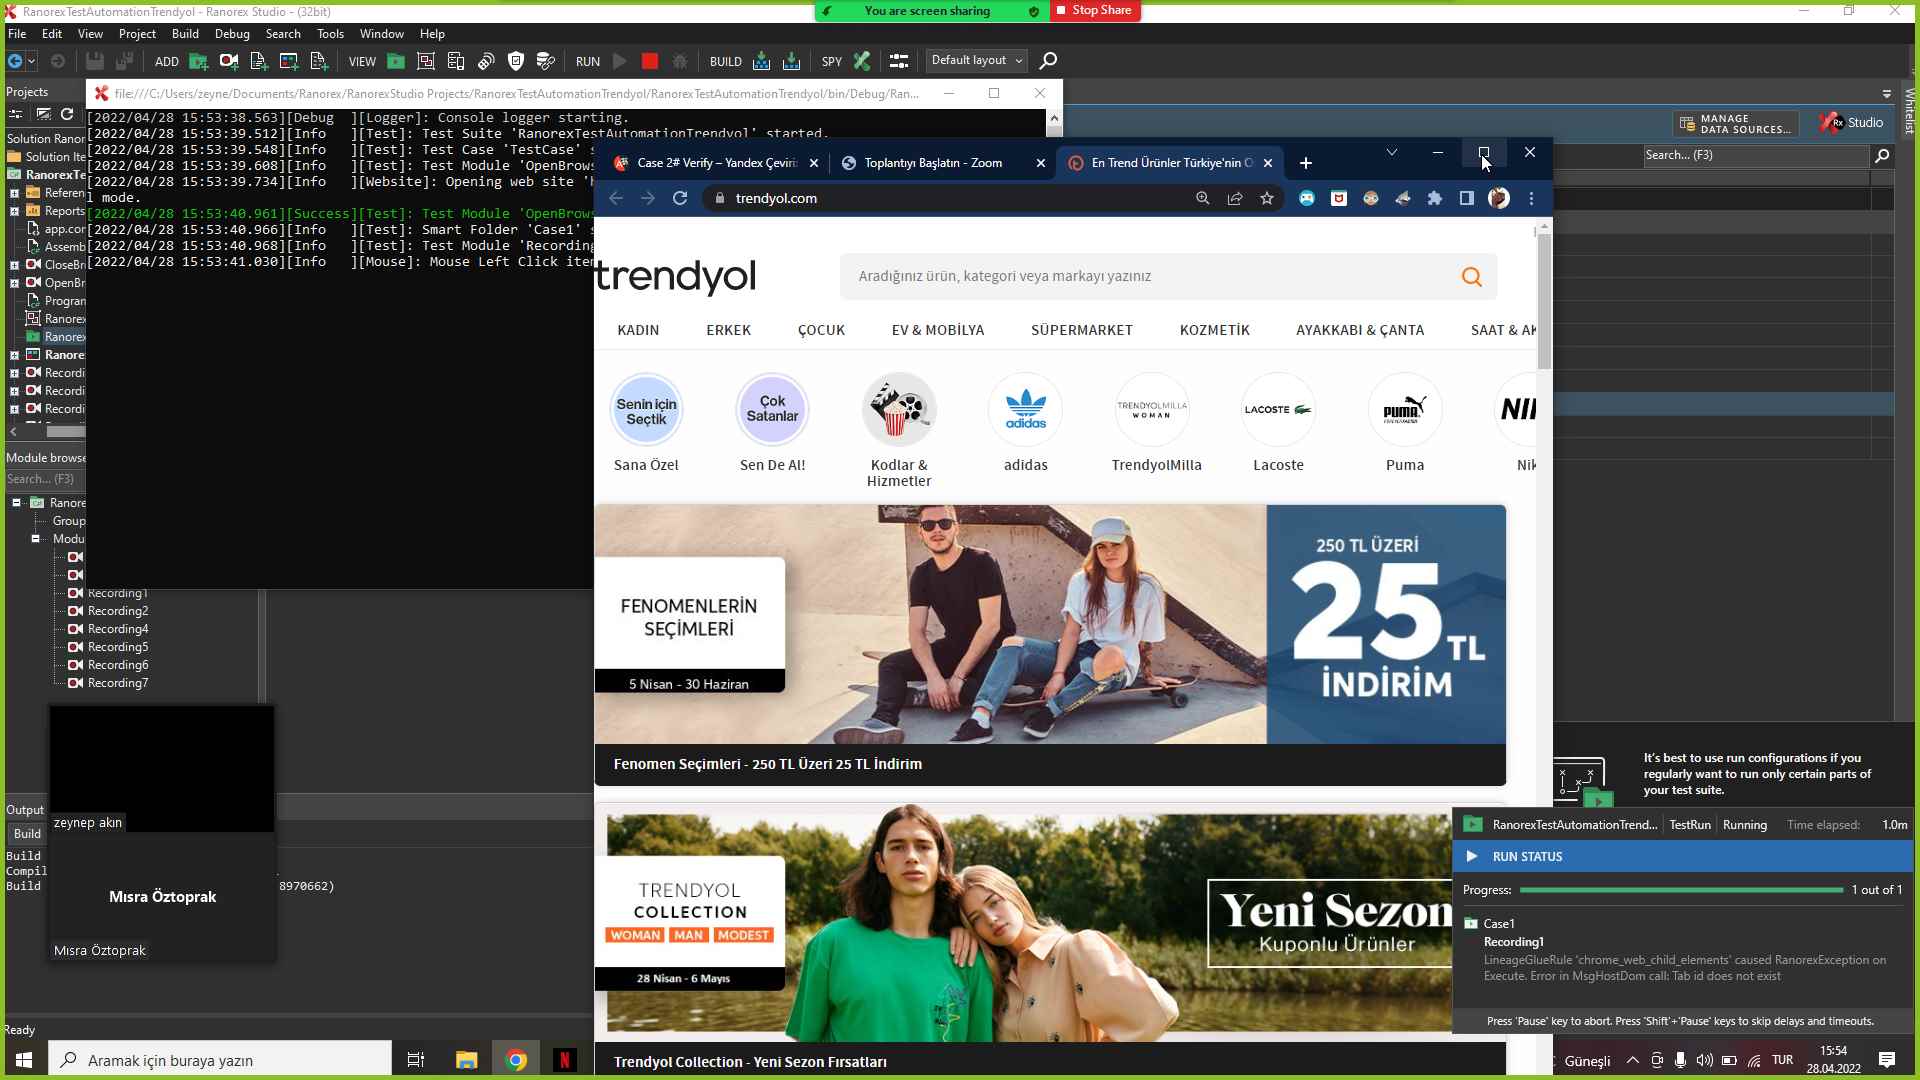 RanorexTestAutomationTrendyol - Ranorex Studio - (32bit)
You are screen sharing
Stop Share
File Edit View Project Build Debug Search Tools Window Help
ADD VIEW RUN BUILD SPY Default layout
Projects
Solution Ranor
Solution Ite
RanorexTe
Referen
Reports
app.con
Assemb
CloseBr
OpenBr
Program
Ranorex
Ranorex
Ranorex
Recordi
Recordi
Recordi
Module browse
Search... (F3)
Ranore
Group
Modu
Recording1
Recording2
Recording4
Recording5
Recording6
Recording7
file:///C:/Users/zeyne/Documents/Ranorex/RanorexStudio Projects/RanorexTestAutomationTrendyol/RanorexTestAutomationTrendyol/bin/Debug/Ran...
[2022/04/28 15:53:38.563][Debug ][Logger]: Console logger starting.
[2022/04/28 15:53:39.512][Info ][Test]: Test Suite 'RanorexTestAutomationTrendyol' started.
[2022/04/28 15:53:39.548][Info ][Test]: Test Case 'TestCase' s
[2022/04/28 15:53:39.608][Info ][Test]: Test Module 'OpenBrows
[2022/04/28 15:53:39.734][Info ][Website]: Opening web site 'h
l mode.
[2022/04/28 15:53:40.961][Success][Test]: Test Module 'OpenBrows
[2022/04/28 15:53:40.966][Info ][Test]: Smart Folder 'Case1' s
[2022/04/28 15:53:40.968][Info ][Test]: Test Module 'Recording
[2022/04/28 15:53:41.030][Info ][Mouse]: Mouse Left Click item
Case 2# Verify – Yandex Çeviri
Toplantıyı Başlatın - Zoom
En Trend Ürünler Türkiye'nin O
trendyol.com
trendyol
Aradığınız ürün, kategori veya markayı yazınız
KADIN ERKEK ÇOCUK EV & MOBİLYA SÜPERMARKET KOZMETİK AYAKKABI & ÇANTA SAAT & AK
Senin için
Seçtik
Çok
Satanlar
adidas
TRENDYOLMILLA
WOMAN
LACOSTE
PUMA
NIK
Sana Özel
Sen De Al!
Kodlar &
Hizmetler
adidas
TrendyolMilla
Lacoste
Puma
Nik
FENOMENLERİN
SEÇİMLERİ
5 Nisan - 30 Haziran
250 TL ÜZERİ
25 TL
İNDİRİM
Fenomen Seçimleri - 250 TL Üzeri 25 TL İndirim
TRENDYOL
COLLECTION
WOMAN MAN MODEST
28 Nisan - 6 Mayıs
Yeni Sezon
Kuponlu Ürünler
Trendyol Collection - Yeni Sezon Fırsatları
Whitelist
MANAGE
DATA SOURCES...
Rx Studio
Search... (F3)
It's best to use run configurations if you
regularly want to run only certain parts of
your test suite.
RanorexTestAutomationTrend... TestRun Running Time elapsed: 1.0m
RUN STATUS
Progress: 1 out of 1
Case1
Recording1
LineageGlueRule 'chrome_web_child_elements' caused RanorexException on
Execute. Error in MsgHostDom call: Tab id does not exist
Press 'Pause' key to abort. Press 'Shift'+'Pause' keys to skip delays and timeouts.
Output
Build
Build
Compil
Build
8970662)
zeynep akın
Mısra Öztoprak
Mısra Öztoprak
Ready
Aramak için buraya yazın
N
Güneşli
TUR
15:54
28.04.2022